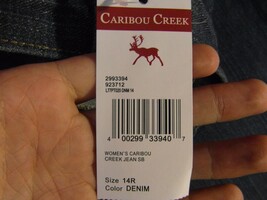 CARIBOU CREEK
2993394
923712
4 00299 33940 7
WOMEN'S CARIBOU
CREEK JEAN SB
Size 14R
Color DENIM